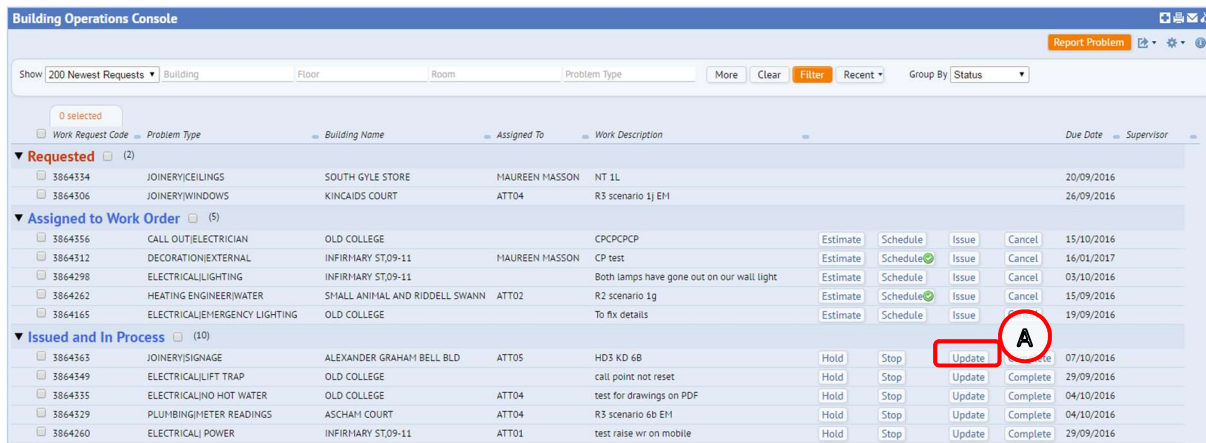 Building Operations Console
Report Problem
Show 200 Newest Requests Building Floor Room Problem Type More Clear Filter Recent Group By Status
0 selected
Work Request Code Problem Type Building Name Assigned To Work Description Due Date Supervisor
Requested (2)
3864334 JOINERY|CEILINGS SOUTH GYLE STORE MAUREEN MASSON NT 1L 20/09/2016
3864306 JOINERY|WINDOWS KINCAIDS COURT ATT04 R3 scenario 1j EM 26/09/2016
Assigned to Work Order (5)
3864356 CALL OUT|ELECTRICIAN OLD COLLEGE CPCPCPCP Estimate Schedule Issue Cancel 15/10/2016
3864312 DECORATION|EXTERNAL INFIRMARY ST,09-11 MAUREEN MASSON CP test Estimate Schedule Issue Cancel 16/01/2017
3864298 ELECTRICAL|LIGHTING INFIRMARY ST,09-11 Both lamps have gone out on our wall light Estimate Schedule Issue Cancel 03/10/2016
3864262 HEATING ENGINEER|WATER SMALL ANIMAL AND RIDDELL SWANN ATT02 R2 scenario 1g Estimate Schedule Issue Cancel 15/09/2016
3864165 ELECTRICAL|EMERGENCY LIGHTING OLD COLLEGE To fix details Estimate Schedule Issue 19/09/2016
Issued and In Process (10) A
3864363 JOINERY|SIGNAGE ALEXANDER GRAHAM BELL BLD ATT05 HD3 KD 6B Hold Stop Update 07/10/2016
3864349 ELECTRICAL|LIFT TRAP OLD COLLEGE call point not reset Hold Stop Update Complete 29/09/2016
3864335 ELECTRICAL|NO HOT WATER OLD COLLEGE ATT04 test for drawings on PDF Hold Stop Update Complete 04/10/2016
3864329 PLUMBING|METER READINGS ASCHAM COURT ATT04 R3 scenario 6b EM Hold Stop Update Complete 04/10/2016
3864260 ELECTRICAL| POWER INFIRMARY ST,09-11 ATT01 test raise wr on mobile Hold Stop Update Complete 29/09/2016